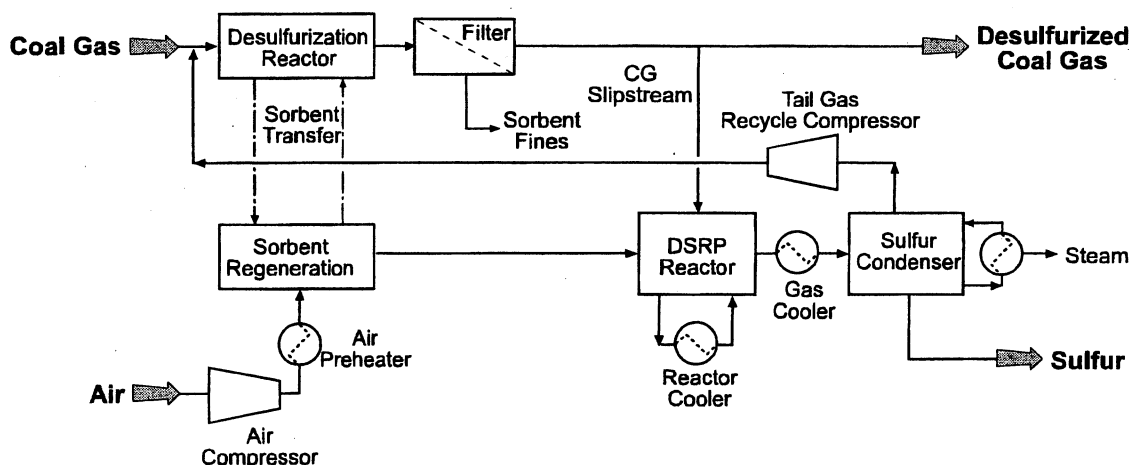 Coal Gas
Desulfurization
Reactor
Filter
Desulfurized
Coal Gas
CG
Slipstream
Sorbent
Transfer
Sorbent
Fines
Tail Gas
Recycle Compressor
Sorbent
Regeneration
DSRP
Reactor
Sulfur
Condenser
Steam
Gas
Cooler
Air
Preheater
Reactor
Cooler
Sulfur
Air
Air
Compressor